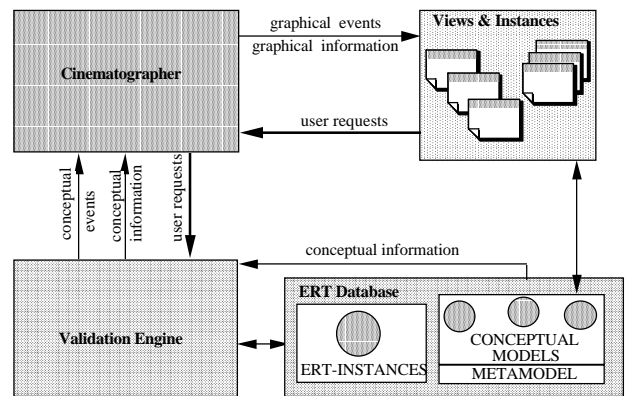 graphical events
graphical information
Views & Instances
Cinematographer
user requests
conceptual
events
conceptual
information
user requests
conceptual information
ERT Database
Validation Engine
CONCEPTUAL
MODELS
ERT-INSTANCES
METAMODEL